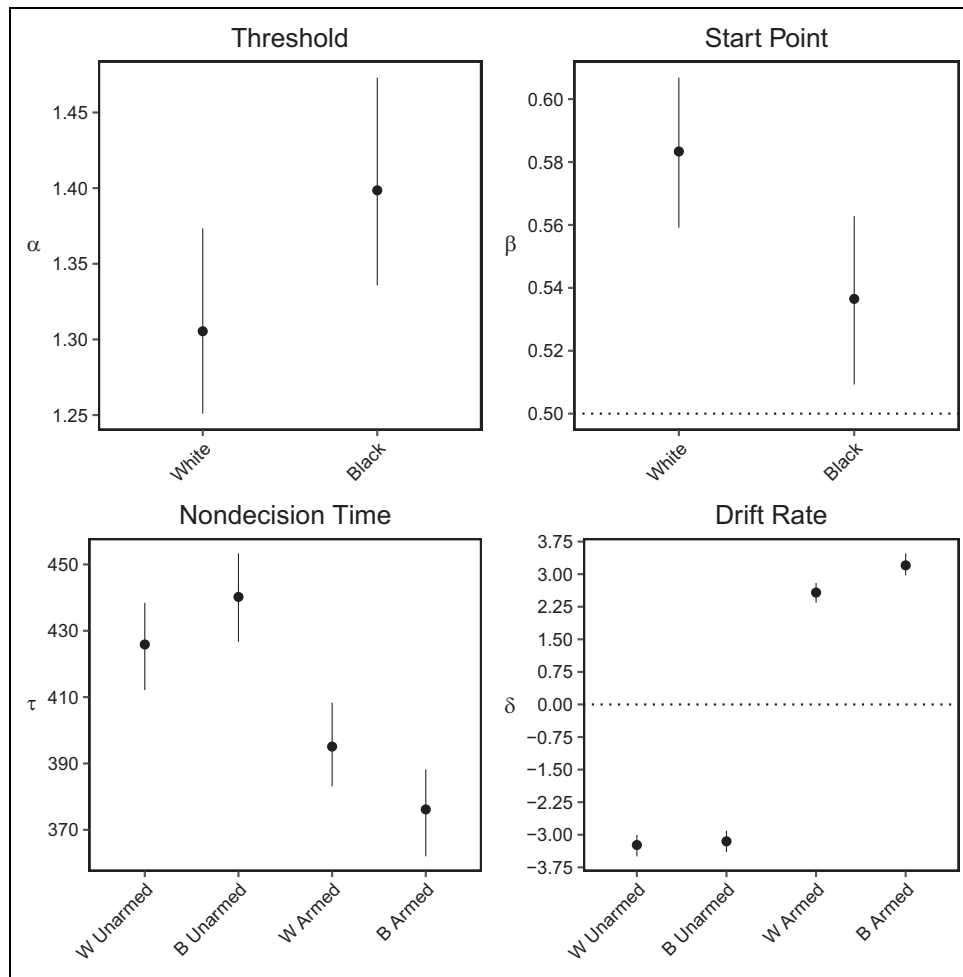 Threshold
α
1.45
1.40
1.35
1.30
1.25
White
Black
Start Point
β
0.60
0.58
0.56
0.54
0.52
0.50
White
Black
Nondecision Time
τ
450
430
410
390
370
W Unarmed
B Unarmed
W Armed
B Armed
Drift Rate
δ
3.75
3.00
2.25
1.50
0.75
0.00
−0.75
−1.50
−2.25
−3.00
−3.75
W Unarmed
B Unarmed
W Armed
B Armed